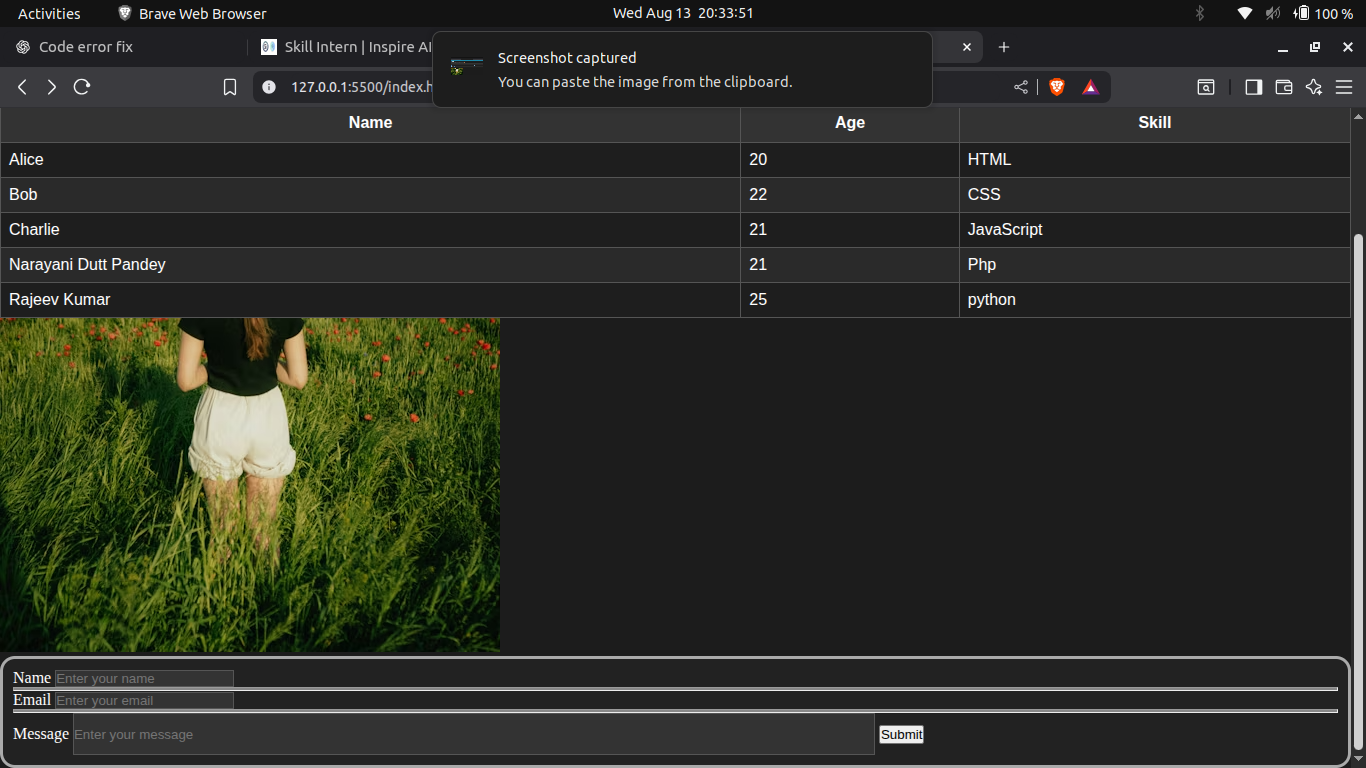 Activities Brave Web Browser Wed Aug 13 20:33:51 100 %
Code error fix Skill Intern | Inspire AI
Screenshot captured
You can paste the image from the clipboard.
127.0.0.1:5500/index.h
Name Age Skill
Alice 20 HTML
Bob 22 CSS
Charlie 21 JavaScript
Narayani Dutt Pandey 21 Php
Rajeev Kumar 25 python
Name Enter your name
Email Enter your email
Message Enter your message Submit